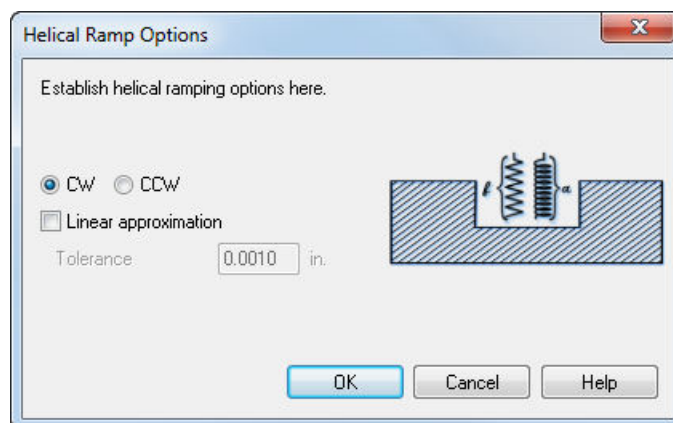 Helical Ramp Options
Establish helical ramping options here.
CW CCW
Linear approximation
Tolerance 0.0010 in.
l a
OK Cancel Help